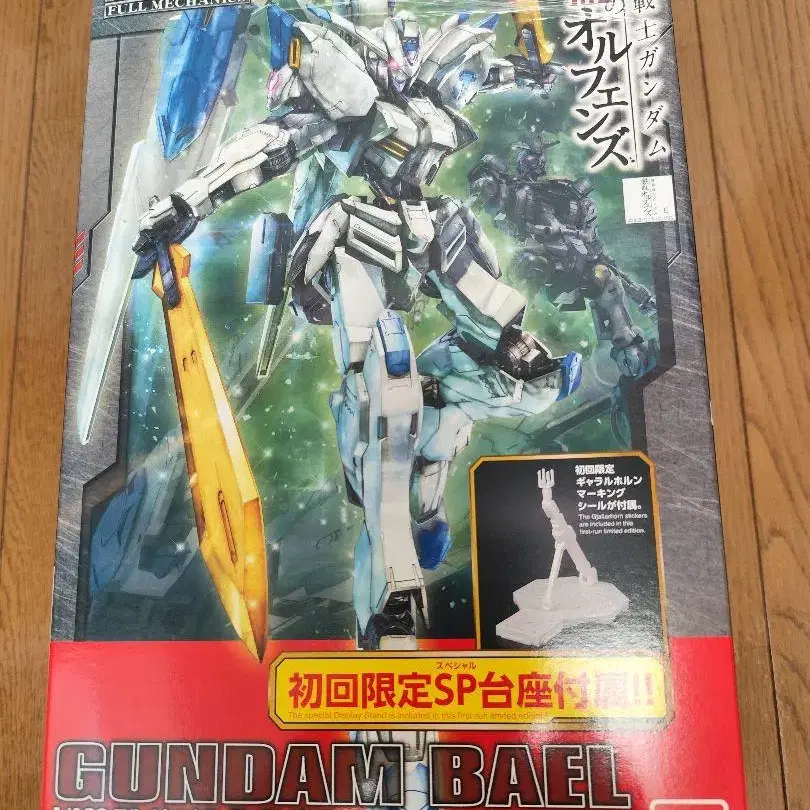 FULL MECHANICS
戦士ガンダム
の
オルフェンズ
初回限定
ギャラルホルン
マーキング
シールが付属。
The Gjallarhorn stickers
are included in this
first-run limited edition.
スペシャル
初回限定SP台座付属!!
The special Display Stand is included in this first-run limited edition.
GUNDAM BAEL